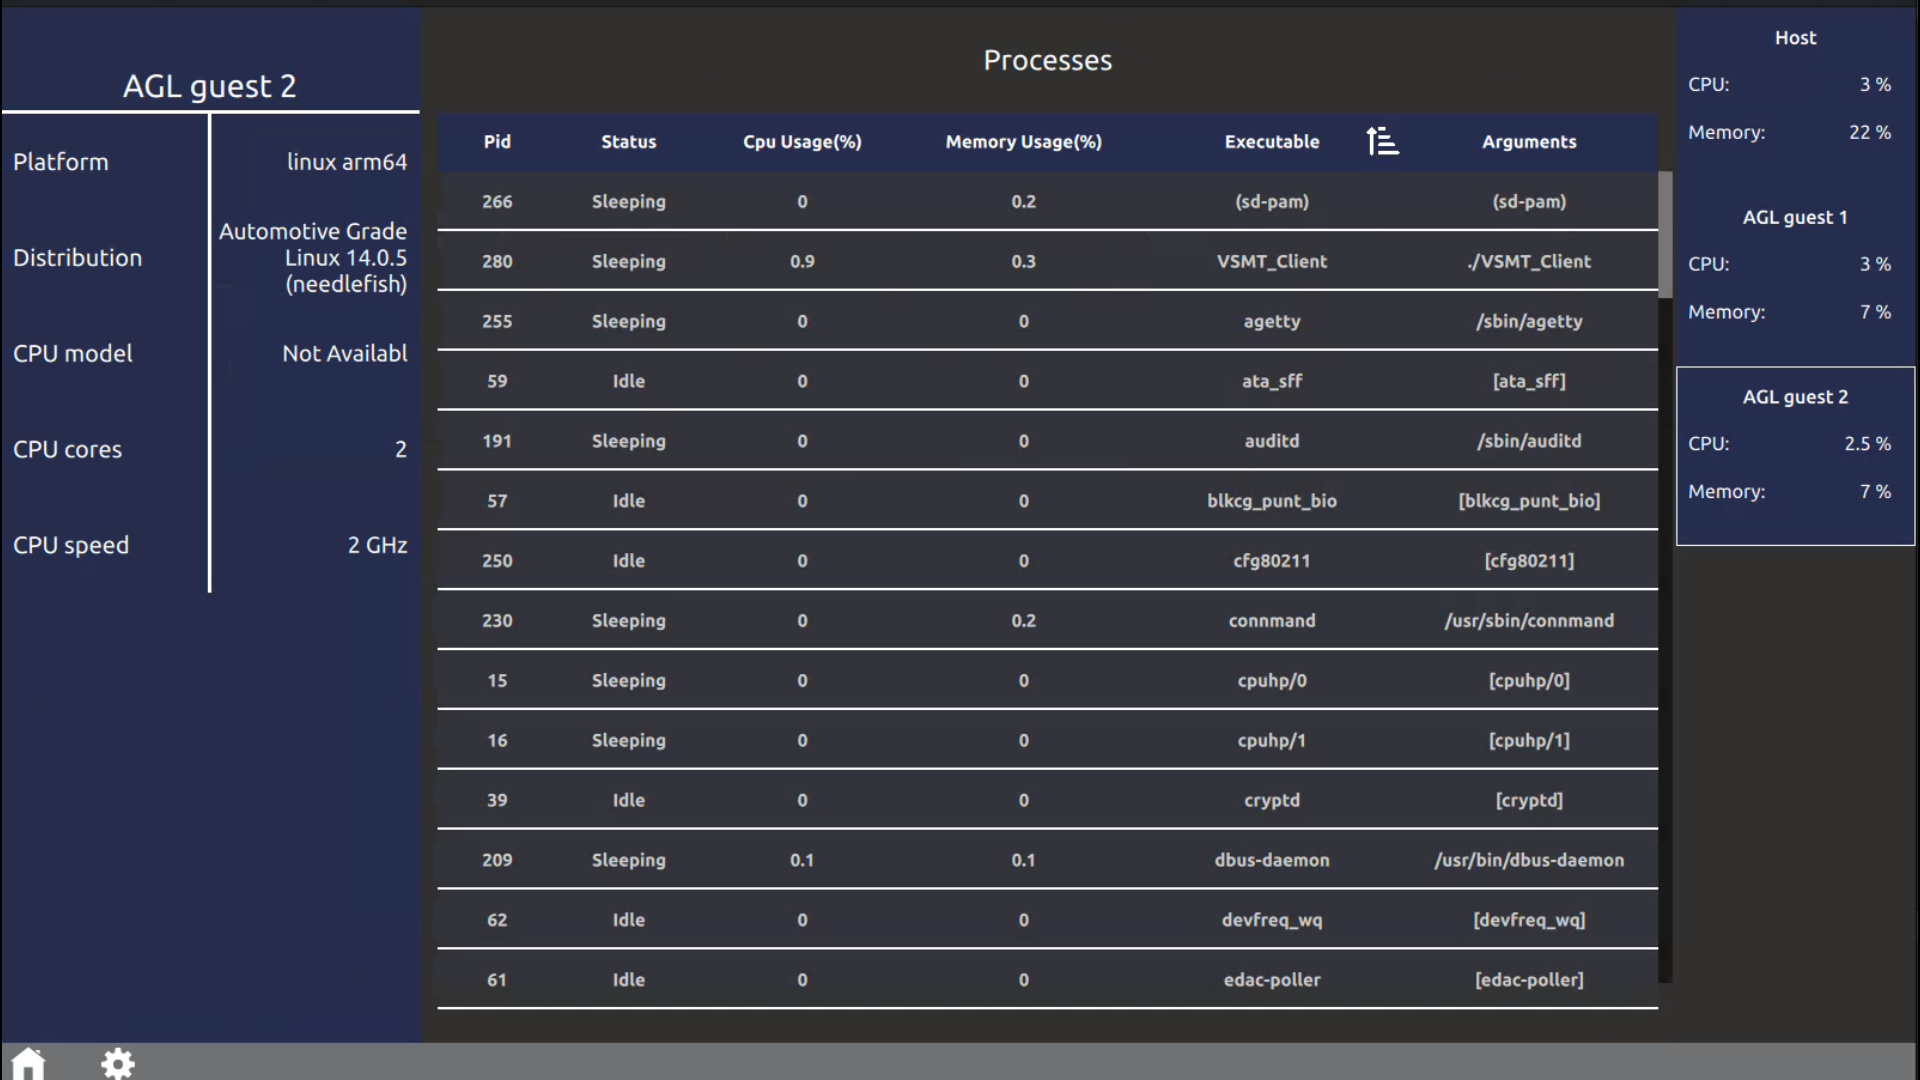 AGL guest 2
Platform linux arm64
Distribution Automotive Grade
Linux 14.0.5
(needlefish)
CPU model Not Availabl
CPU cores 2
CPU speed 2 GHz
Processes
Pid Status Cpu Usage(%) Memory Usage(%) Executable Arguments
266 Sleeping 0 0.2 (sd-pam) (sd-pam)
280 Sleeping 0.9 0.3 VSMT_Client ./VSMT_Client
255 Sleeping 0 0 agetty /sbin/agetty
59 Idle 0 0 ata_sff [ata_sff]
191 Sleeping 0 0 auditd /sbin/auditd
57 Idle 0 0 blkcg_punt_bio [blkcg_punt_bio]
250 Idle 0 0 cfg80211 [cfg80211]
230 Sleeping 0 0.2 connmand /usr/sbin/connmand
15 Sleeping 0 0 cpuhp/0 [cpuhp/0]
16 Sleeping 0 0 cpuhp/1 [cpuhp/1]
39 Idle 0 0 cryptd [cryptd]
209 Sleeping 0.1 0.1 dbus-daemon /usr/bin/dbus-daemon
62 Idle 0 0 devfreq_wq [devfreq_wq]
61 Idle 0 0 edac-poller [edac-poller]
Host
CPU: 3 %
Memory: 22 %
AGL guest 1
CPU: 3 %
Memory: 7 %
AGL guest 2
CPU: 2.5 %
Memory: 7 %